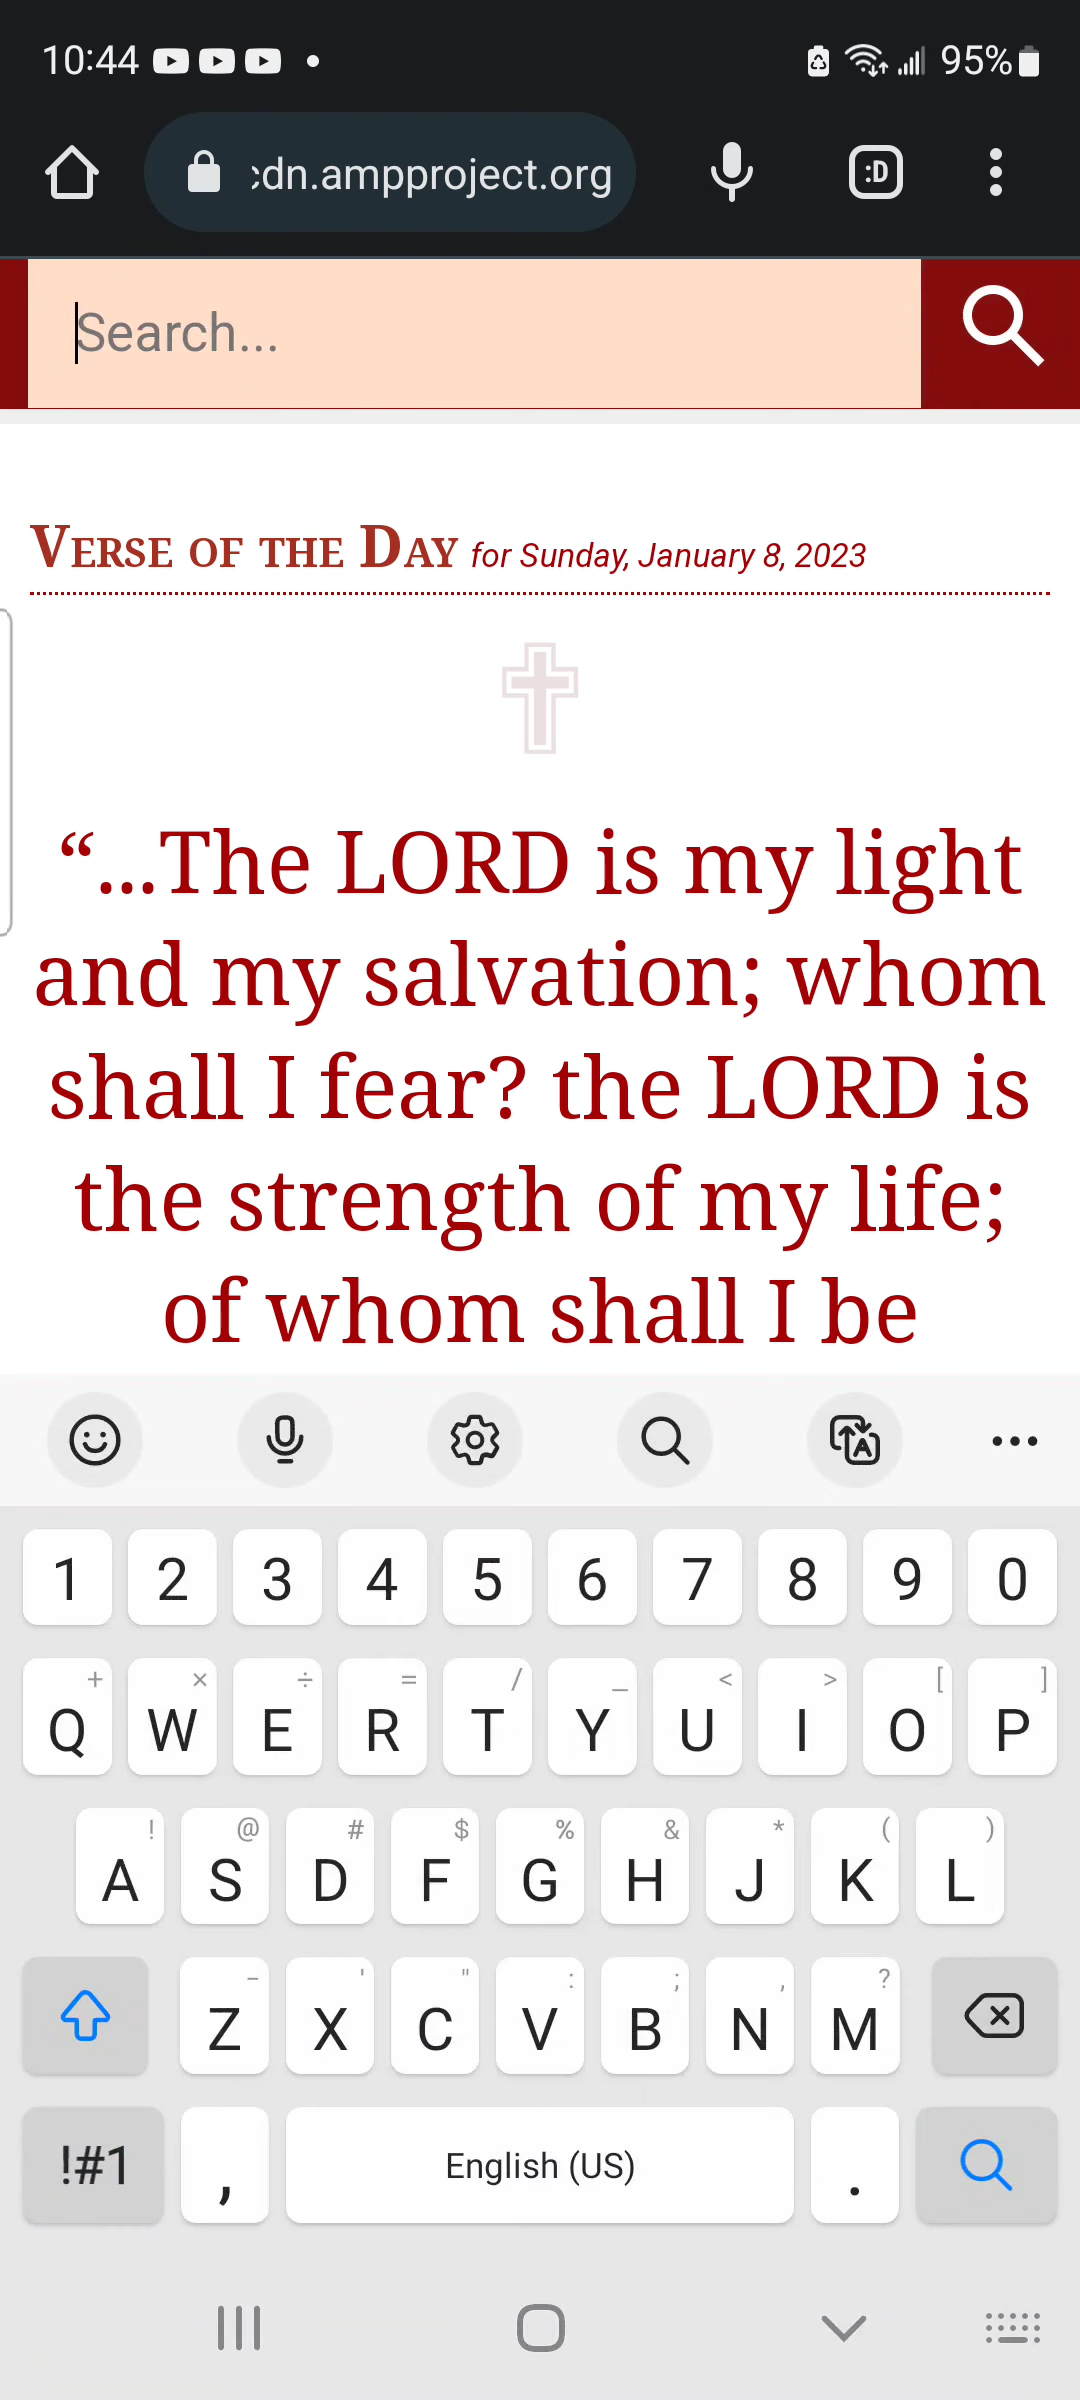 10:44 95%
:dn.ampproject.org :D
Search...
Verse of the Day for Sunday, January 8, 2023
“...The LORD is my light
and my salvation; whom
shall I fear? the LORD is
the strength of my life;
of whom shall I be
1 2 3 4 5 6 7 8 9 0
+ × ÷ = / _ < > [ ]
Q W E R T Y U I O P
! @ # $ % & * ( )
A S D F G H J K L
- ' " : ; , ?
Z X C V B N M
!#1 , English (US) .